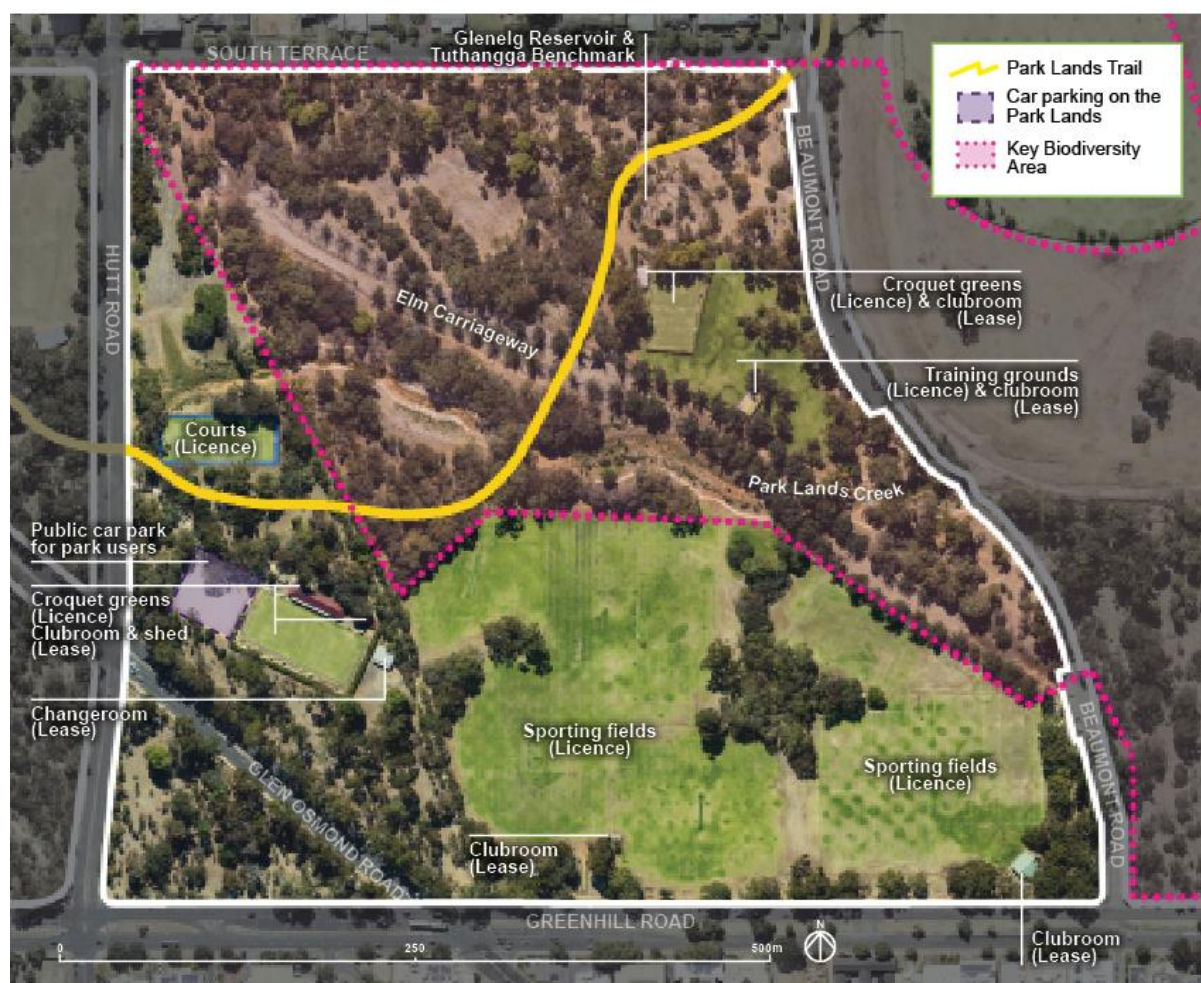 SOUTH TERRACE
Glenelg Reservoir &
Tuthangga Benchmark
Park Lands Trail
Car parking on the
Park Lands
Key Biodiversity
Area
BEAUMONT ROAD
HUTT ROAD
Croquet greens
(Licence) & clubroom
(Lease)
Elm Carriageway
Training grounds
(Licence) & clubroom
(Lease)
Courts
(Licence)
Park Lands Creek
Public car park
for park users
Croquet greens
(Licence)
Clubroom & shed
(Lease)
Changeroom
(Lease)
Sporting fields
(Licence)
Sporting fields
(Licence)
BEAUMONT ROAD
GLEN OSMOND ROAD
Clubroom
(Lease)
GREENHILL ROAD
0 250 500m
N
Clubroom
(Lease)